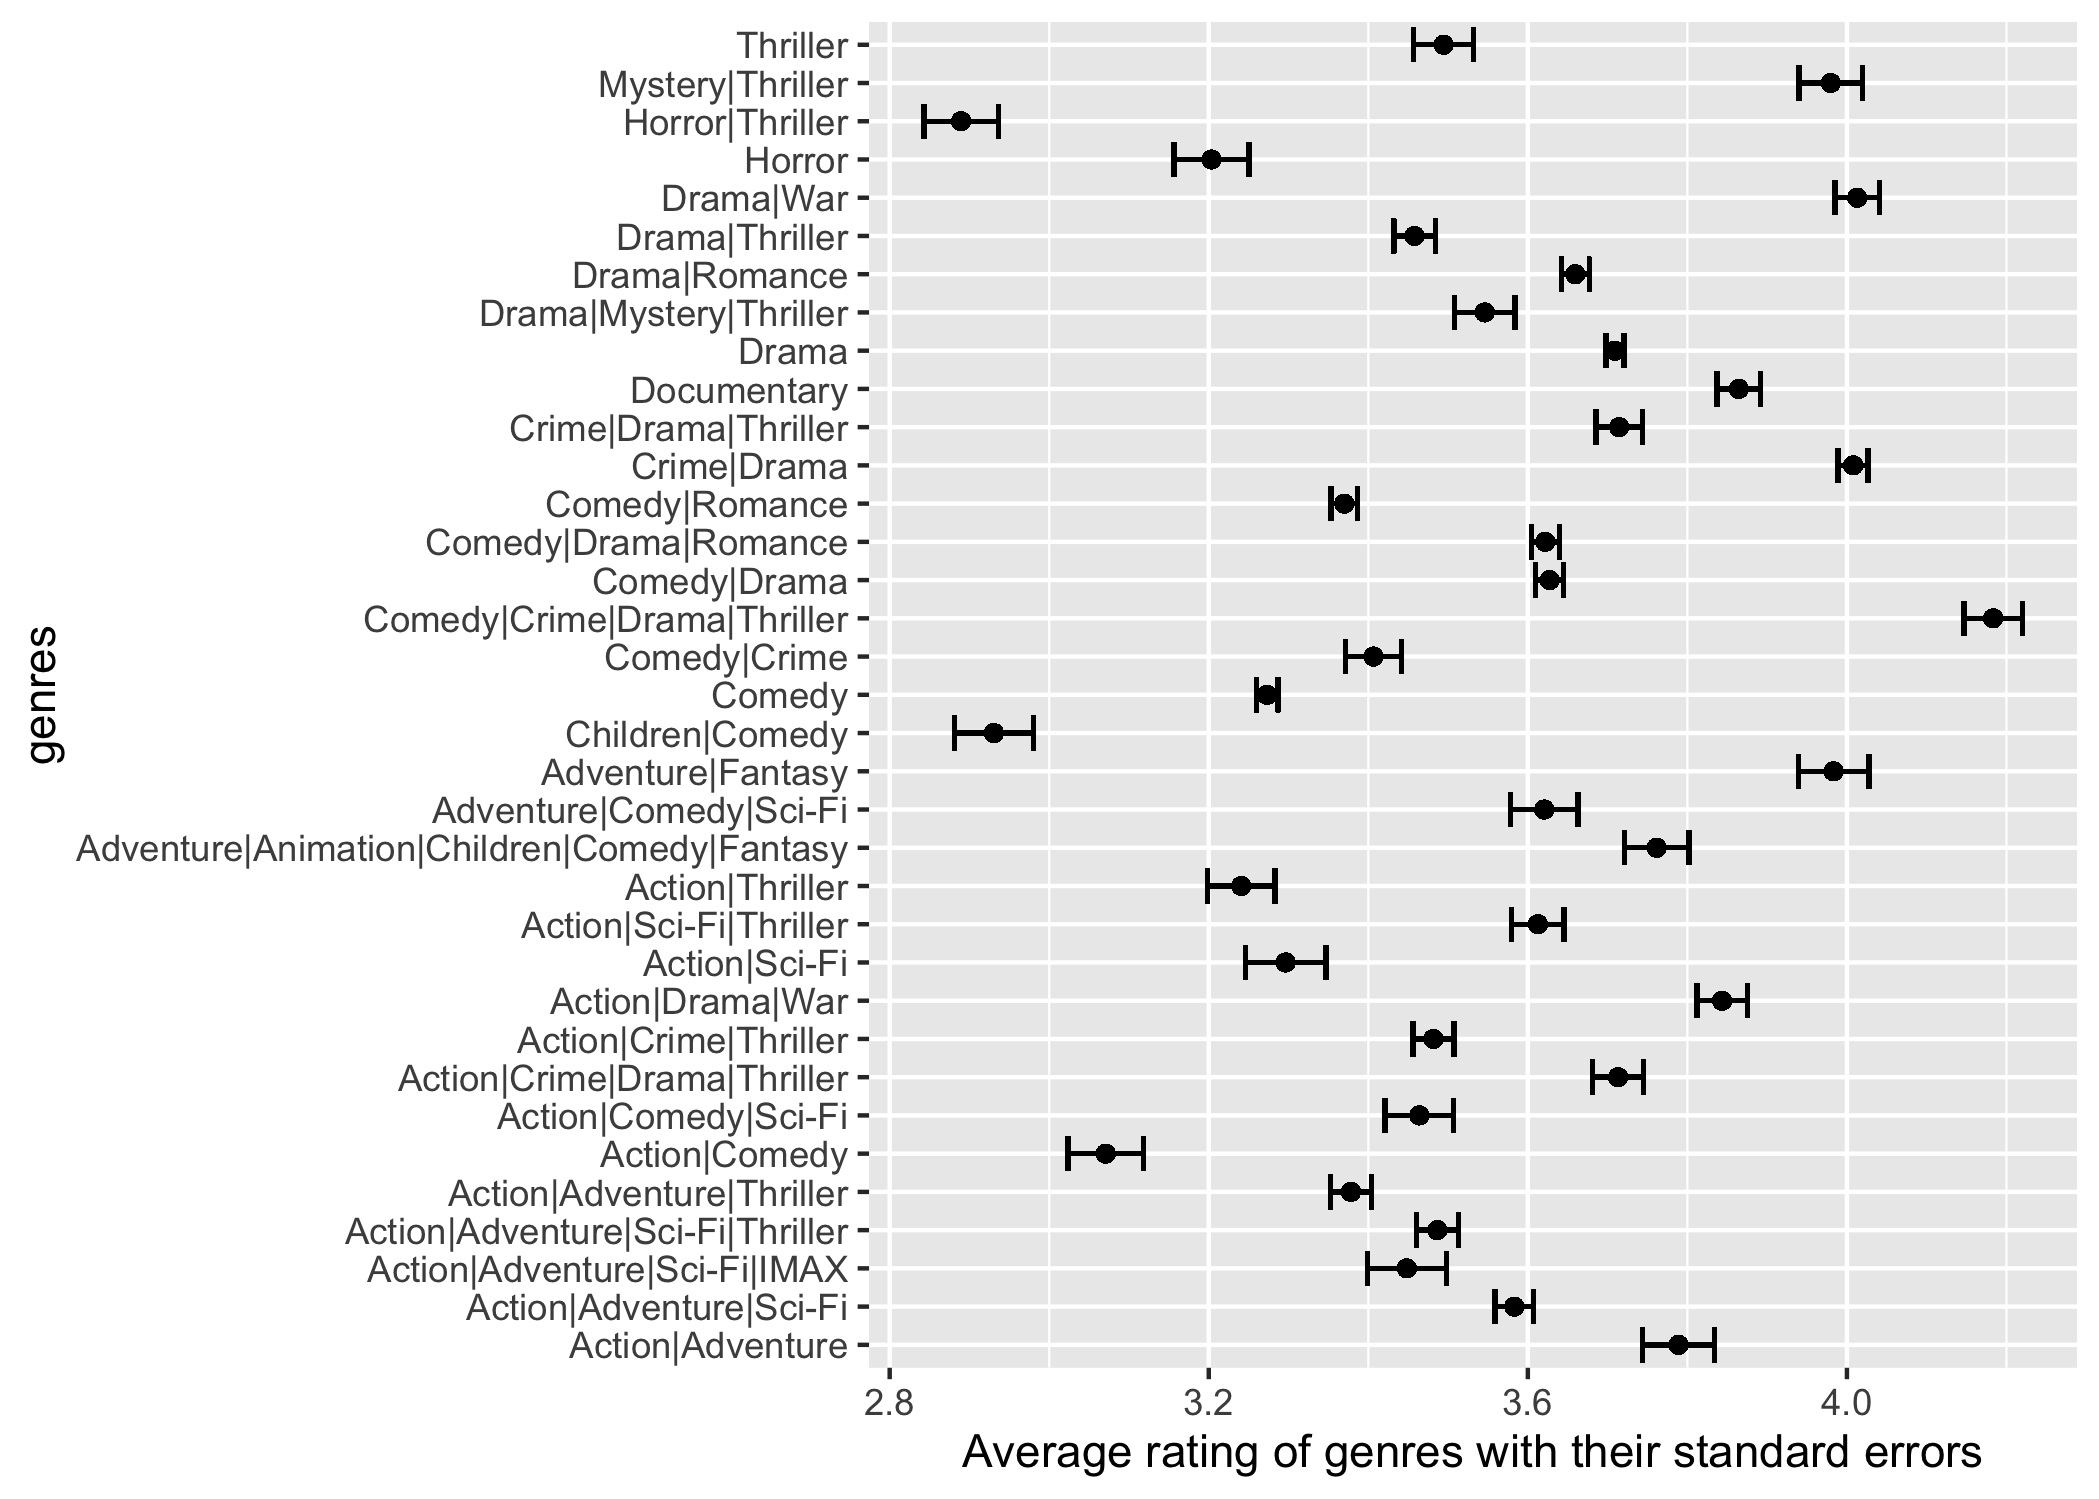 Thriller
Mystery|Thriller
Horror|Thriller
Horror
Drama|War
Drama|Thriller
Drama|Romance
Drama|Mystery|Thriller
Drama
Documentary
Crime|Drama|Thriller
Crime|Drama
Comedy|Romance
Comedy|Drama|Romance
Comedy|Drama
Comedy|Crime|Drama|Thriller
Comedy|Crime
Comedy
Children|Comedy
Adventure|Fantasy
Adventure|Comedy|Sci-Fi
Adventure|Animation|Children|Comedy|Fantasy
Action|Thriller
Action|Sci-Fi|Thriller
Action|Sci-Fi
Action|Drama|War
Action|Crime|Thriller
Action|Crime|Drama|Thriller
Action|Comedy|Sci-Fi
Action|Comedy
Action|Adventure|Thriller
Action|Adventure|Sci-Fi|Thriller
Action|Adventure|Sci-Fi|IMAX
Action|Adventure|Sci-Fi
Action|Adventure
genres
2.8 3.2 3.6 4.0
Average rating of genres with their standard errors